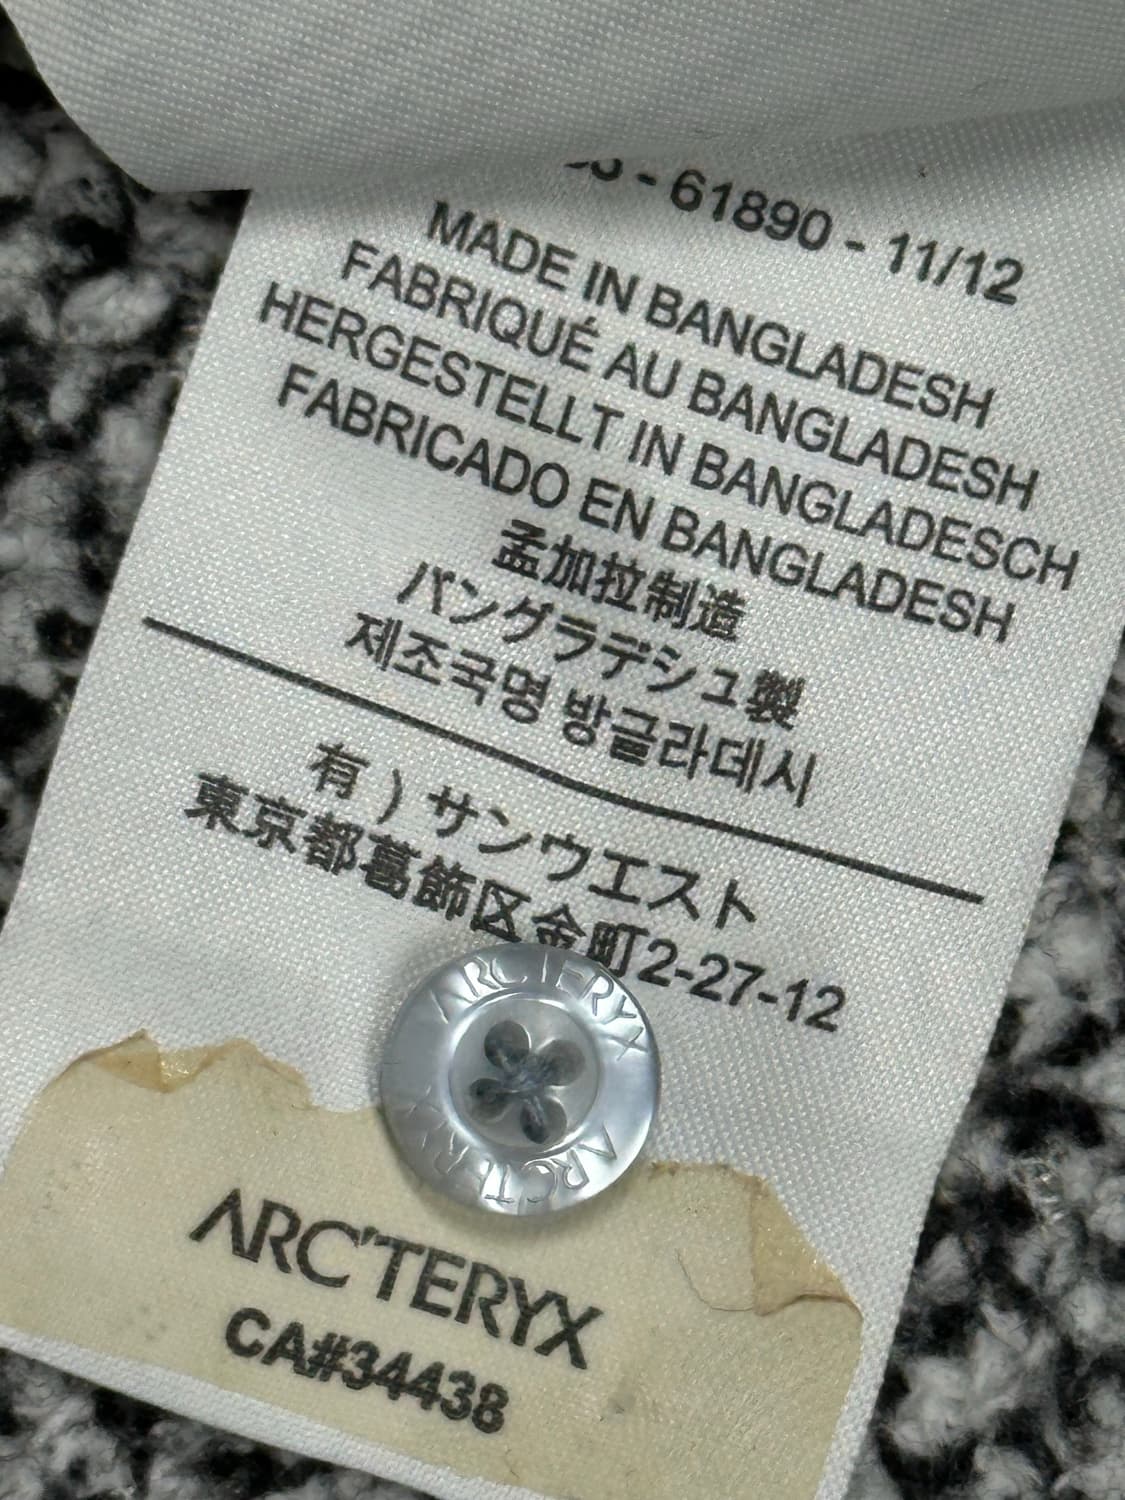 - 61890 - 11/12
MADE IN BANGLADESH
FABRIQUÉ AU BANGLADESH
HERGESTELLT IN BANGLADESCH
FABRICADO EN BANGLADESH
孟加拉制造
バングラデシュ製
제조국명 방글라데시
有）サンウエスト
東京都葛飾区金町2-27-12
ARC'TERYX
ARC'TERYX
ARC'TERYX
CA#34438